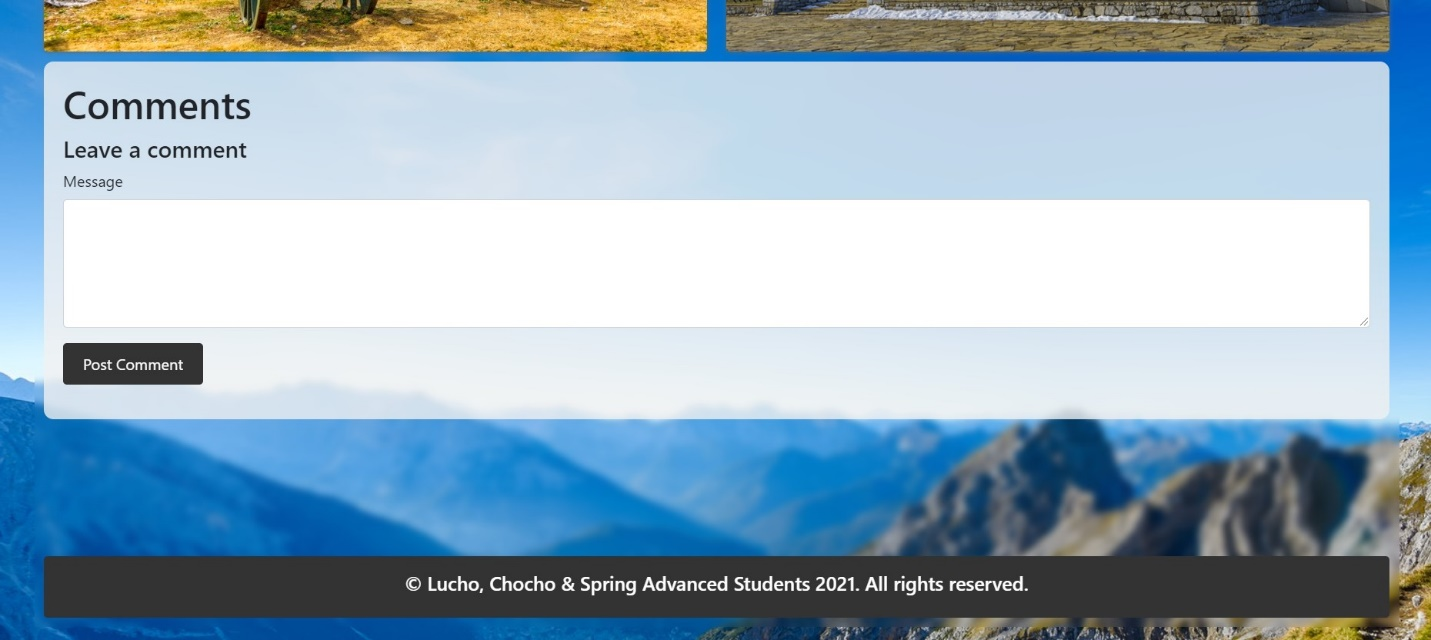 Comments
Leave a comment
Message
Post Comment
© Lucho, Chocho & Spring Advanced Students 2021. All rights reserved.